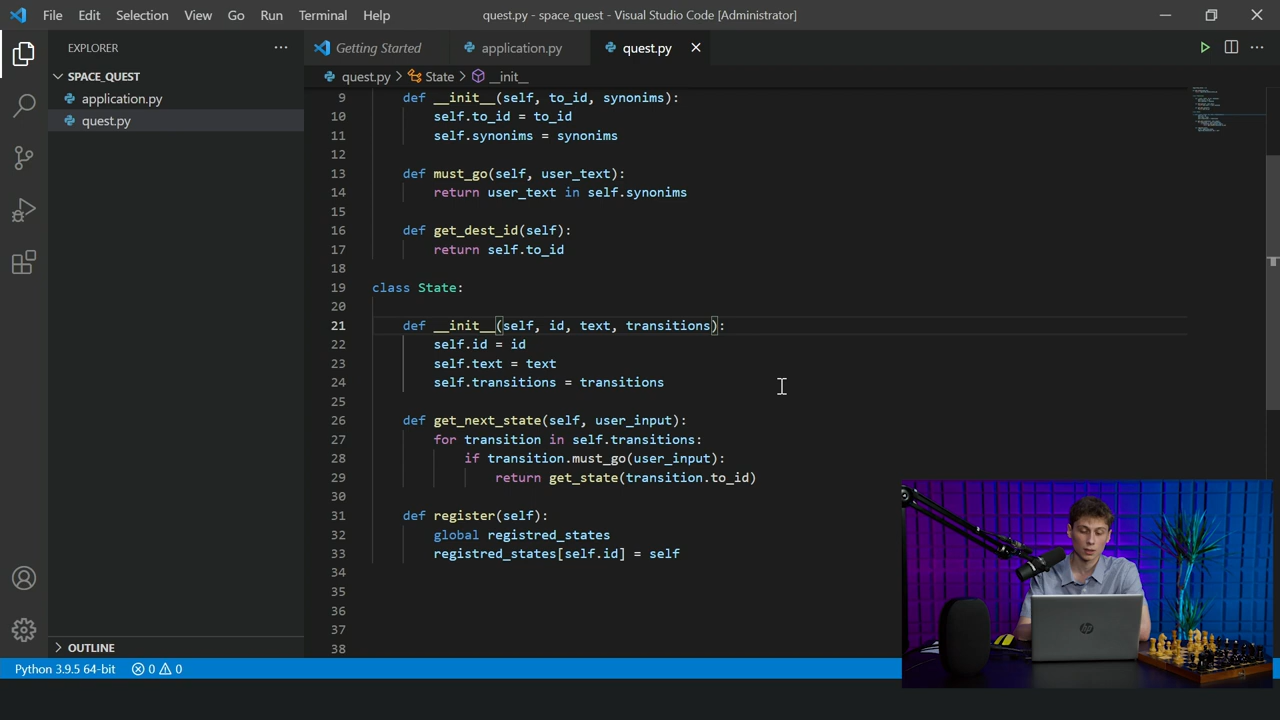 File Edit Selection View Go Run Terminal Help quest.py - space_quest - Visual Studio Code [Administrator]
EXPLORER
Getting Started application.py quest.py
SPACE_QUEST
quest.py > State > __init__
application.py
quest.py
9 def __init__(self, to_id, synonims):
10 self.to_id = to_id
11 self.synonims = synonims
12
13 def must_go(self, user_text):
14 return user_text in self.synonims
15
16 def get_dest_id(self):
17 return self.to_id
18
19 class State:
20
21 def __init__(self, id, text, transitions):
22 self.id = id
23 self.text = text
24 self.transitions = transitions
25
26 def get_next_state(self, user_input):
27 for transition in self.transitions:
28 if transition.must_go(user_input):
29 return get_state(transition.to_id)
30
31 def register(self):
32 global registred_states
33 registred_states[self.id] = self
34
35
36
37
38
OUTLINE
Python 3.9.5 64-bit 0 0
hp